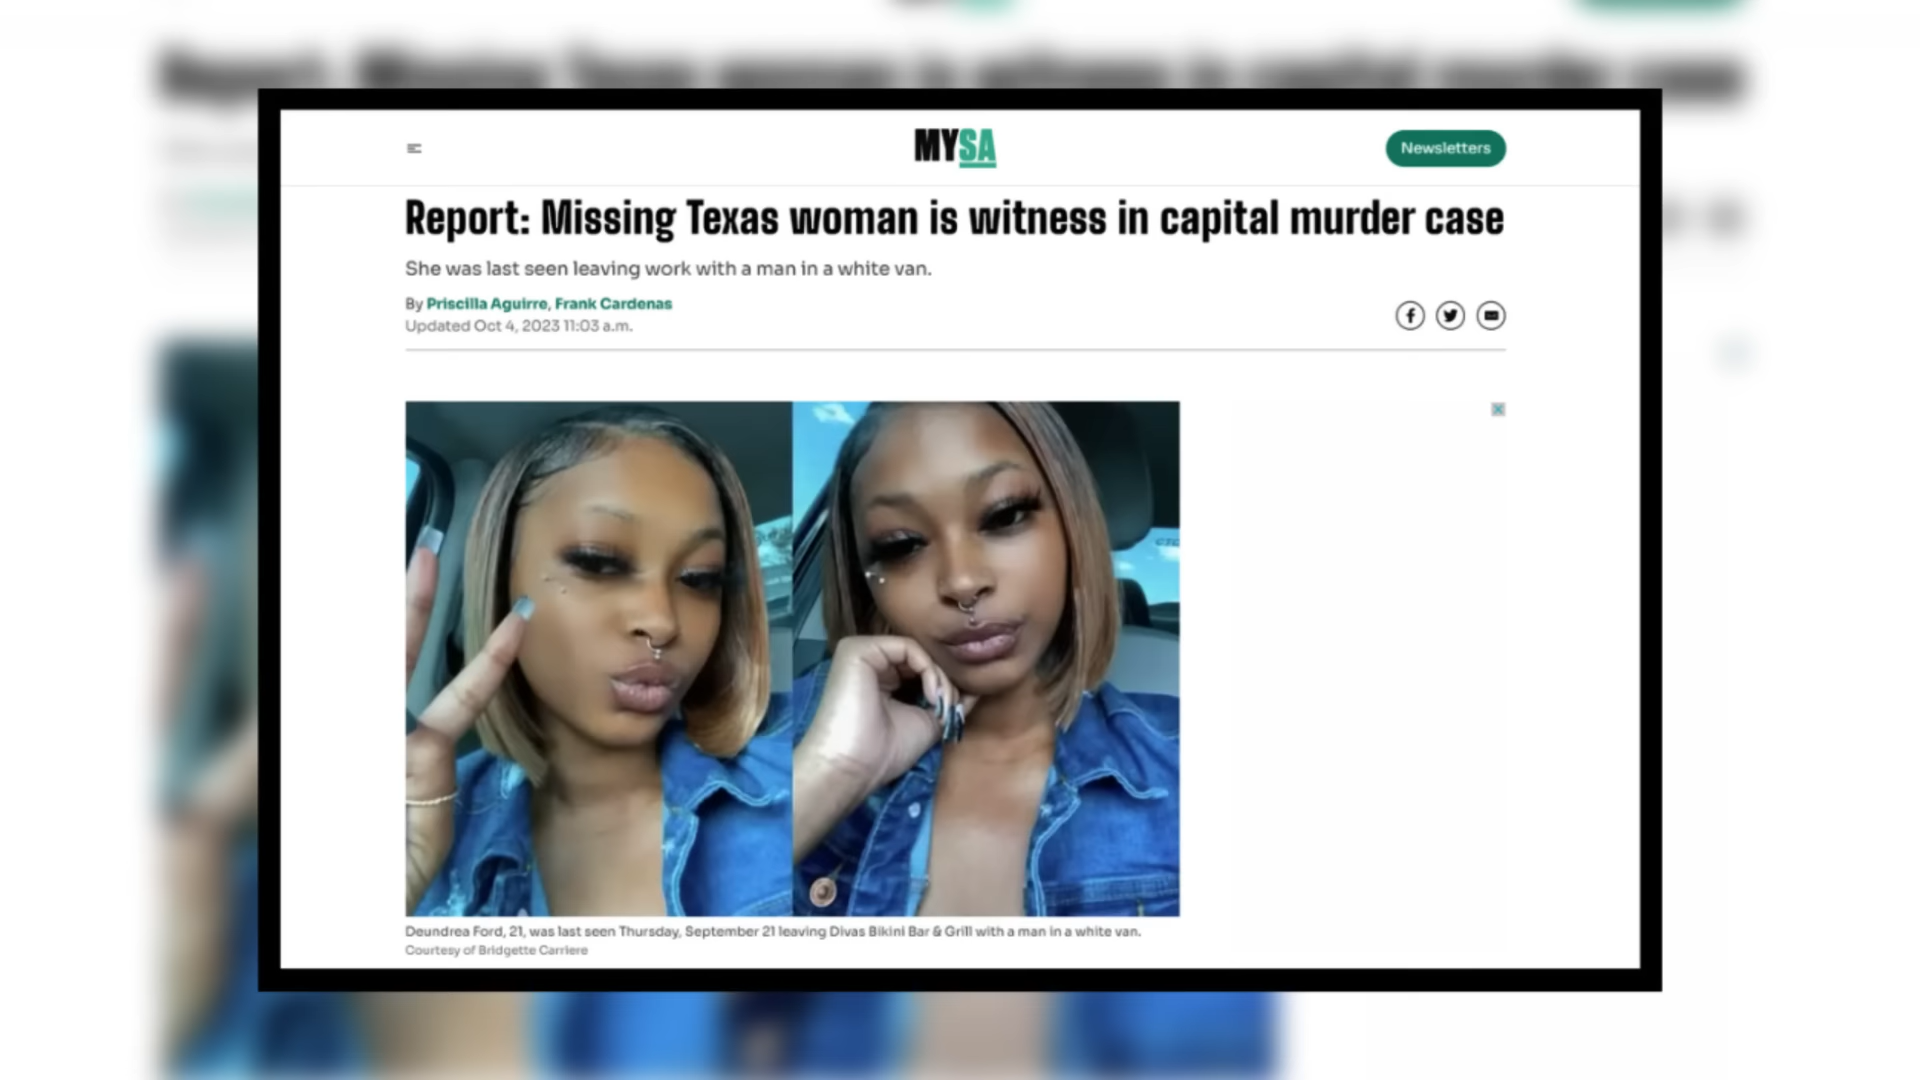 MYSA
Newsletters
Report: Missing Texas woman is witness in capital murder case
She was last seen leaving work with a man in a white van.
By Priscilla Aguirre, Frank Cardenas
Updated Oct 4, 2023 11:03 a.m.
Deundrea Ford, 21, was last seen Thursday, September 21 leaving Divas Bikini Bar & Grill with a man in a white van.
Courtesy of Bridgette Carriere